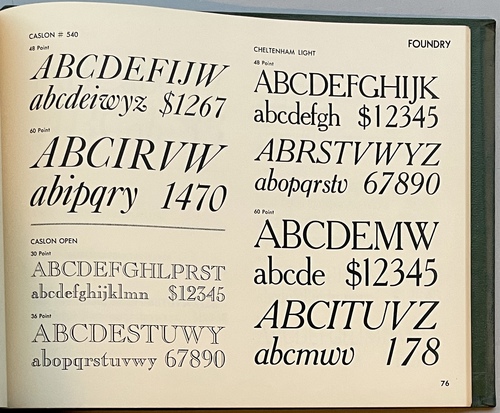 CASLON # 540
48 Point
ABCDEFIJW
abcdeiwyz $1267
60 Point
ABCIRVW
abipqry 1470
CASLON OPEN
30 Point
ABCDEFGHLPRST
abcdefghijklmn $12345
36 Point
ABCDESTUWY
abopqrstuvwy 67890
FOUNDRY
CHELTENHAM LIGHT
48 Point
ABCDEFGHIJK
abcdefgh $12345
ABRSTVWYZ
abopqrstv 67890
60 Point
ABCDEMW
abcde $12345
ABCITUVZ
abcmwv 178
76